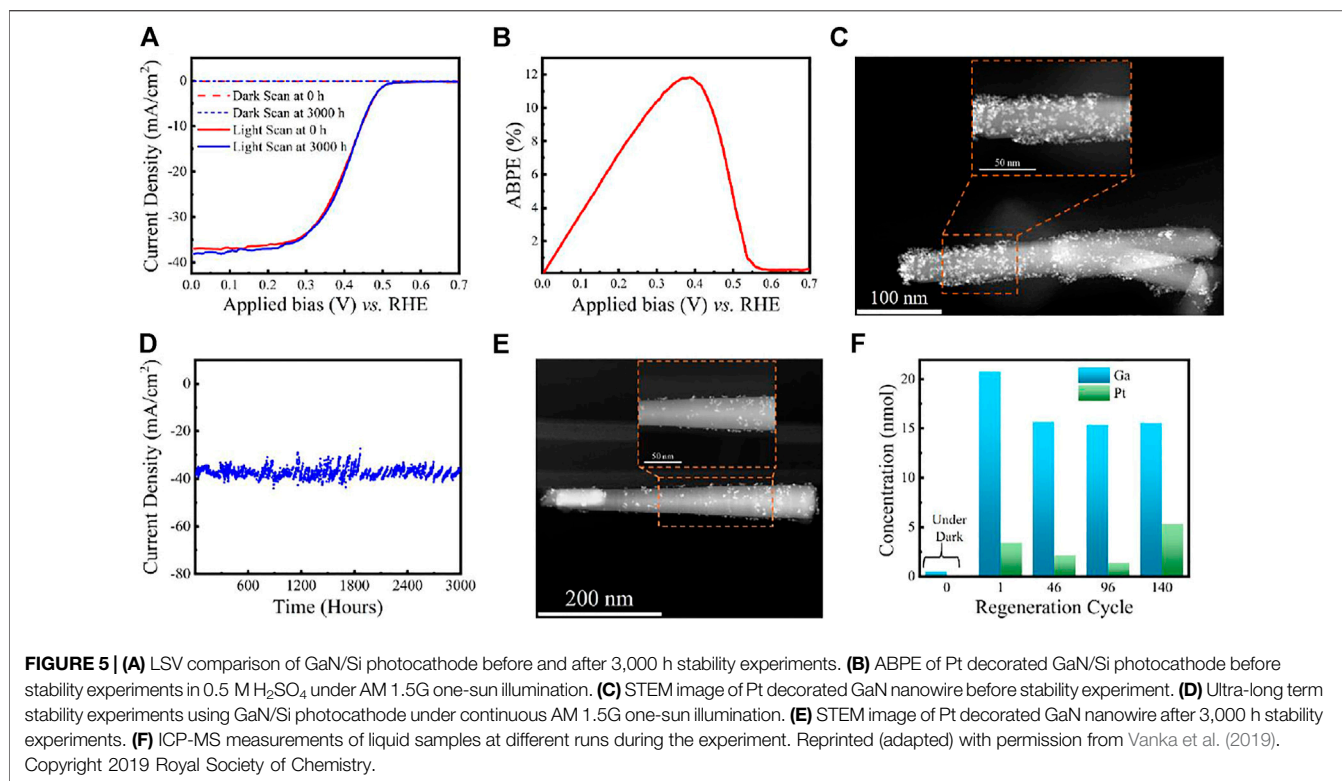 A
0
-10
-20
-30
-40
Current Density (mA/cm²)
Dark Scan at 0 h
Dark Scan at 3000 h
Light Scan at 0 h
Light Scan at 3000 h
0.0 0.1 0.2 0.3 0.4 0.5 0.6 0.7
Applied bias (V) vs. RHE
B
12
10
8
6
4
2
ABPE (%)
0.0 0.1 0.2 0.3 0.4 0.5 0.6 0.7
Applied bias (V) vs. RHE
C
50 nm
100 nm
D
0
-20
-40
-60
-80
Current Density (mA/cm²)
600 1200 1800 2400 3000
Time (Hours)
E
50 nm
200 nm
F
20
15
10
5
0
Concentration (nmol)
Ga
Pt
Under
Dark
0 1 46 96 140
Regeneration Cycle
FIGURE 5 | (A) LSV comparison of GaN/Si photocathode before and after 3,000 h stability experiments. (B) ABPE of Pt decorated GaN/Si photocathode before
stability experiments in 0.5 M H₂SO₄ under AM 1.5G one-sun illumination. (C) STEM image of Pt decorated GaN nanowire before stability experiment. (D) Ultra-long term
stability experiments using GaN/Si photocathode under continuous AM 1.5G one-sun illumination. (E) STEM image of Pt decorated GaN nanowire after 3,000 h stability
experiments. (F) ICP-MS measurements of liquid samples at different runs during the experiment. Reprinted (adapted) with permission from Vanka et al. (2019).
Copyright 2019 Royal Society of Chemistry.